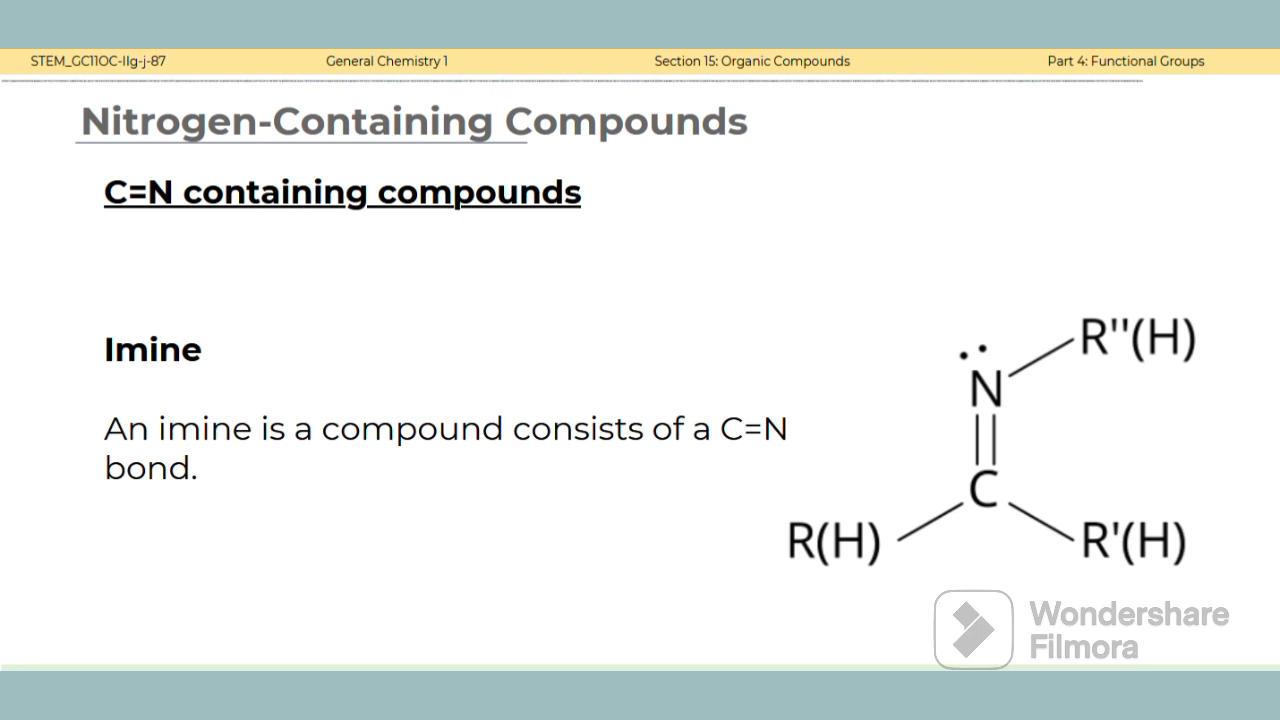 STEM_GC11OC-IIg-j-87 General Chemistry 1 Section 15: Organic Compounds Part 4: Functional Groups
Nitrogen-Containing Compounds
C=N containing compounds
Imine
An imine is a compound consists of a C=N
bond.
R''(H)
N
C
R(H) R'(H)
Wondershare
Filmora